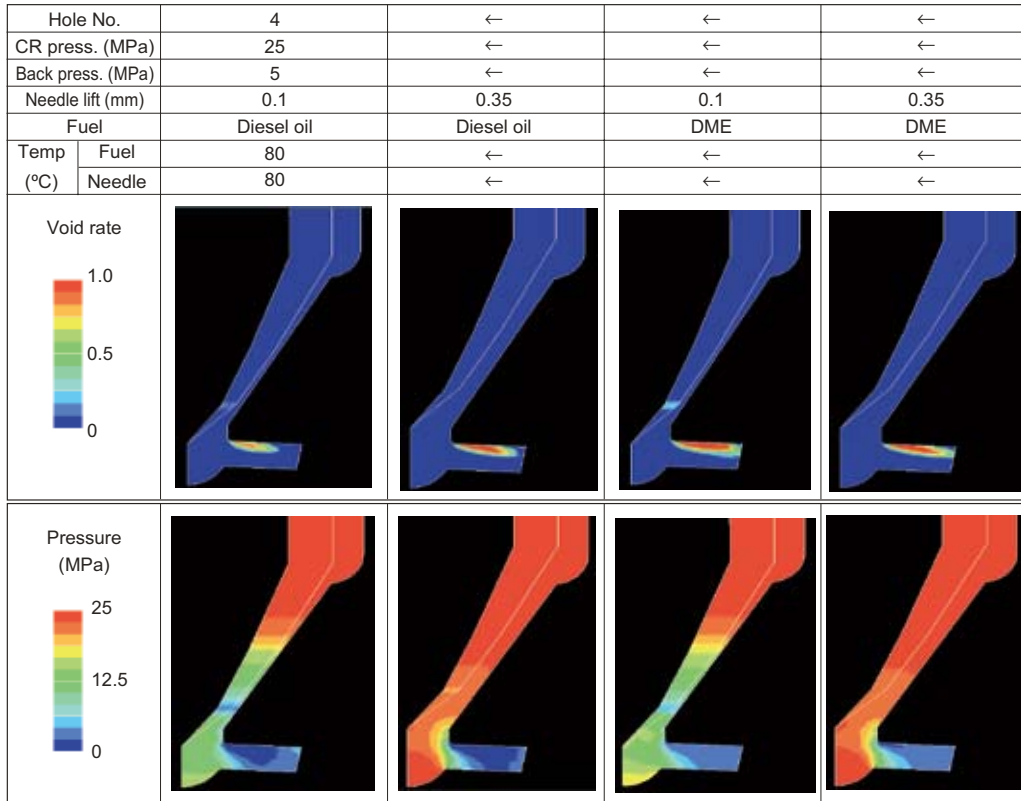 Hole No. 4 ← ← ←
CR press. (MPa) 25 ← ← ←
Back press. (MPa) 5 ← ← ←
Needle lift (mm) 0.1 0.35 0.1 0.35
Fuel Diesel oil Diesel oil DME DME
Temp Fuel 80 ← ← ←
(ºC) Needle 80 ← ← ←
Void rate
1.0
0.5
0
Pressure
(MPa)
25
12.5
0